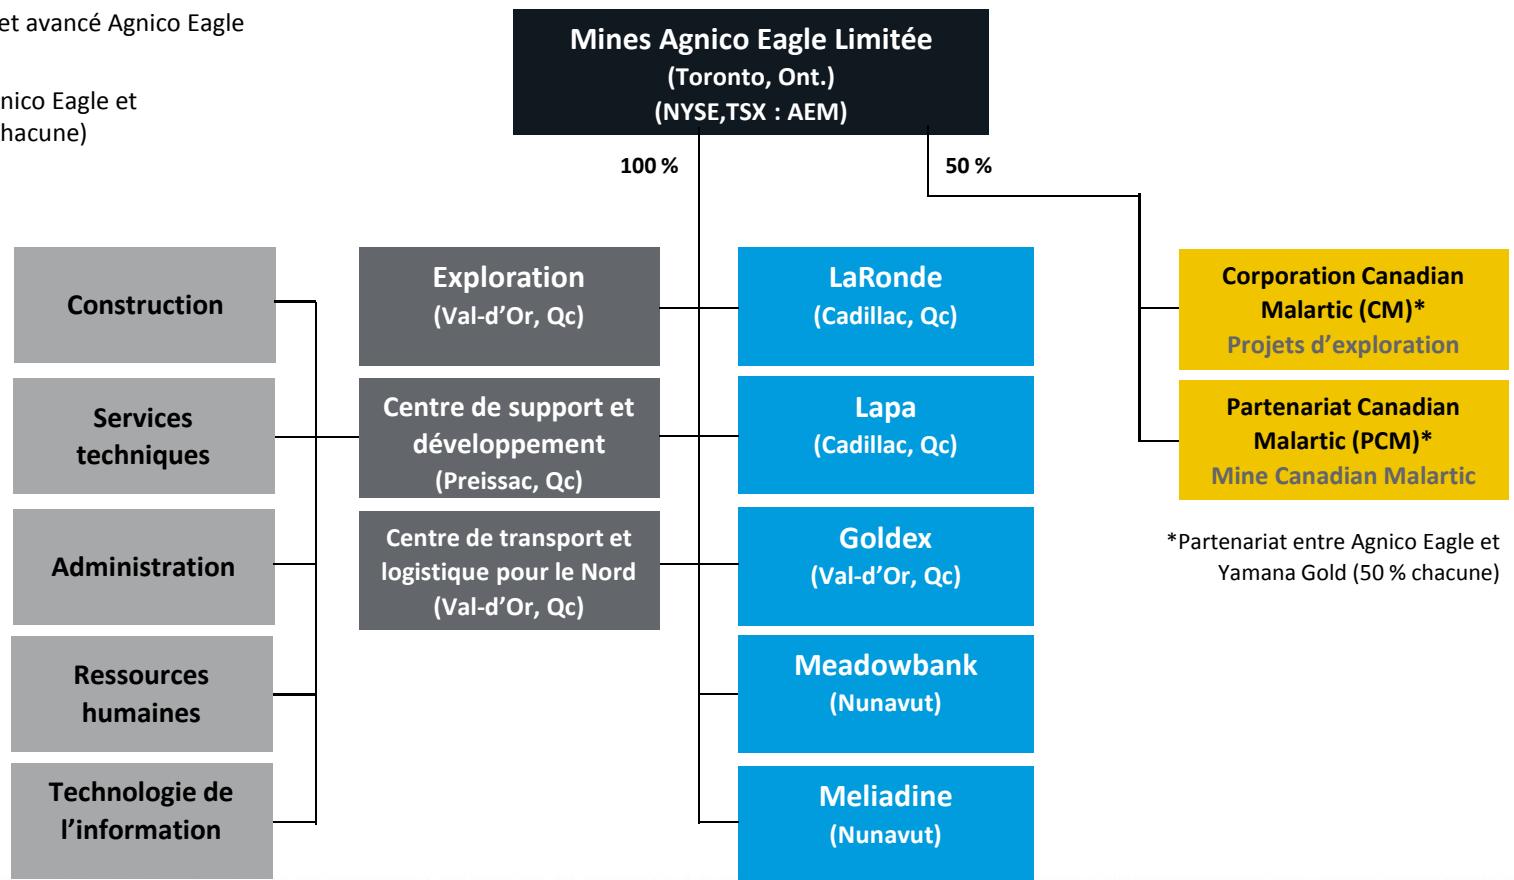 et avancé Agnico Eagle
nico Eagle et
hacune)
Mines Agnico Eagle Limitée
(Toronto, Ont.)
(NYSE,TSX : AEM)
100 %
50 %
Construction
Services
techniques
Administration
Ressources
humaines
Technologie de
l’information
Exploration
(Val-d’Or, Qc)
Centre de support et
développement
(Preissac, Qc)
Centre de transport et
logistique pour le Nord
(Val-d’Or, Qc)
LaRonde
(Cadillac, Qc)
Lapa
(Cadillac, Qc)
Goldex
(Val-d’Or, Qc)
Meadowbank
(Nunavut)
Meliadine
(Nunavut)
Corporation Canadian
Malartic (CM)*
Projets d’exploration
Partenariat Canadian
Malartic (PCM)*
Mine Canadian Malartic
*Partenariat entre Agnico Eagle et
Yamana Gold (50 % chacune)